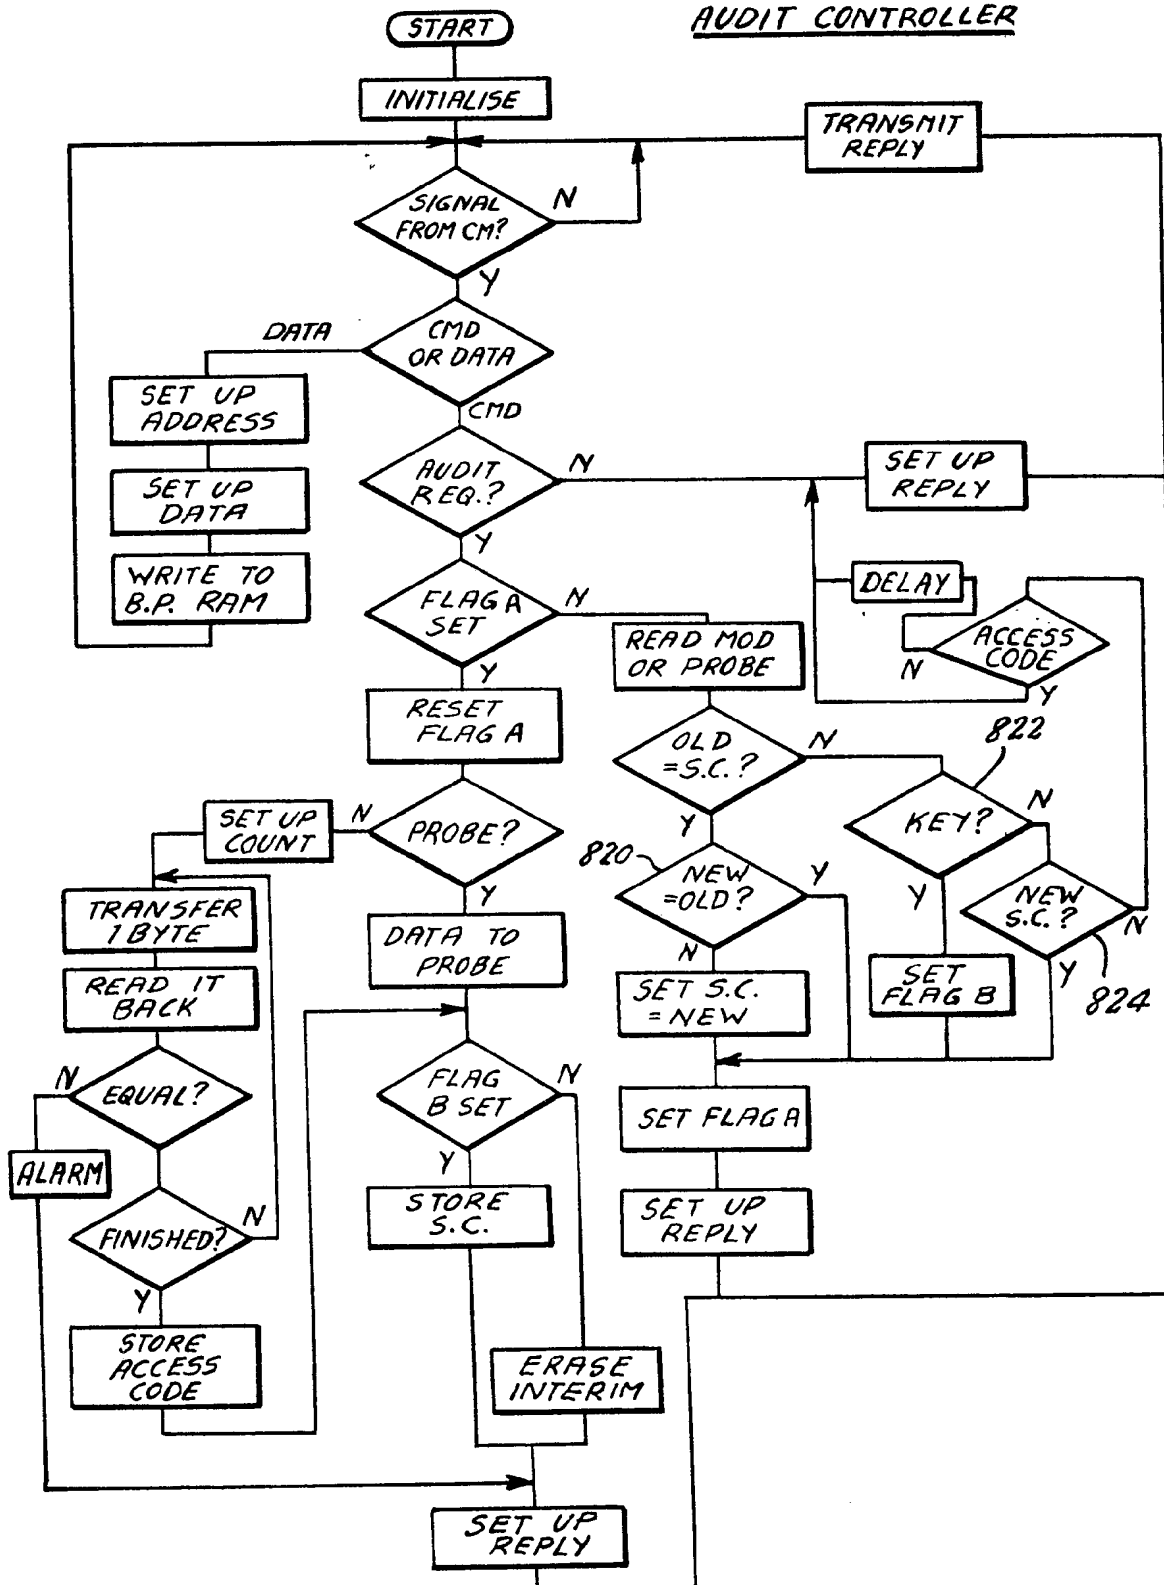 AUDIT CONTROLLER
START
INITIALISE
TRANSMIT
REPLY
SIGNAL
FROM CM?
N
Y
DATA
CMD
OR DATA
CMD
SET UP
ADDRESS
SET UP
DATA
WRITE TO
B.P. RAM
AUDIT
REQ.?
N
Y
SET UP
REPLY
DELAY
ACCESS
CODE
N
Y
FLAG A
SET
N
Y
READ MOD
OR PROBE
RESET
FLAG A
OLD
=S.C.?
N
Y
822
KEY?
N
Y
SET UP
COUNT
N
PROBE?
Y
820
NEW
=OLD?
Y
N
NEW
S.C.?
N
Y
824
TRANSFER
1 BYTE
READ IT
BACK
DATA TO
PROBE
SET S.C.
=NEW
SET
FLAG B
N
EQUAL?
FLAG
B SET
N
Y
SET FLAG A
ALARM
FINISHED?
N
Y
STORE
S.C.
SET UP
REPLY
STORE
ACCESS
CODE
ERASE
INTERIM
SET UP
REPLY